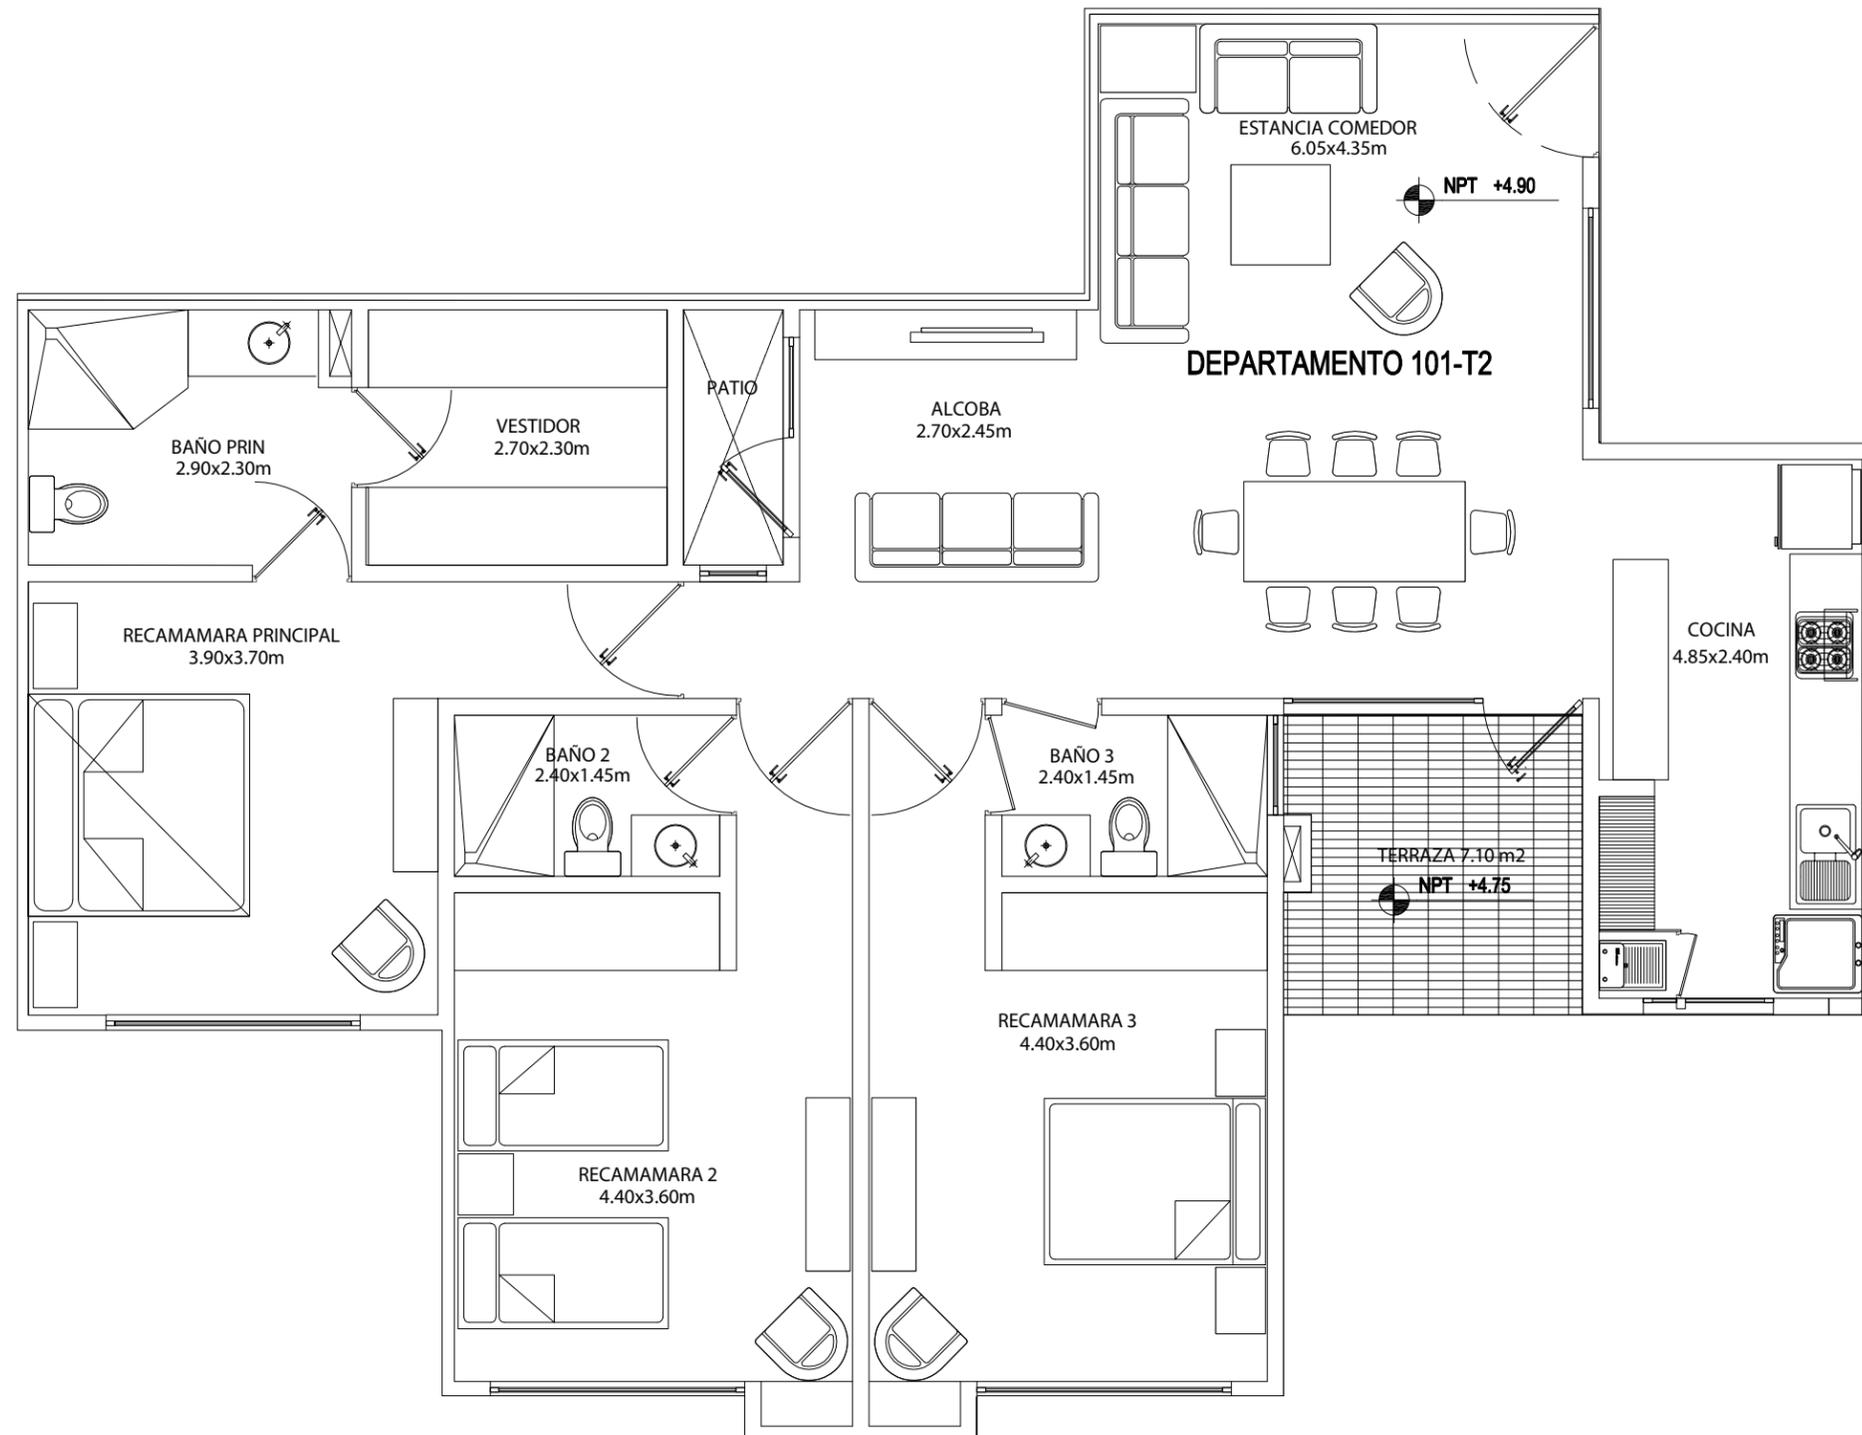 ESTANCIA COMEDOR
6.05x4.35m
NPT +4.90
DEPARTAMENTO 101-T2
PATIO
ALCOBA
2.70x2.45m
VESTIDOR
2.70x2.30m
BAÑO PRIN
2.90x2.30m
RECAMAMARA PRINCIPAL
3.90x3.70m
COCINA
4.85x2.40m
BAÑO 2
2.40x1.45m
BAÑO 3
2.40x1.45m
TERRAZA 7.10 m2
NPT +4.75
RECAMAMARA 3
4.40x3.60m
RECAMAMARA 2
4.40x3.60m